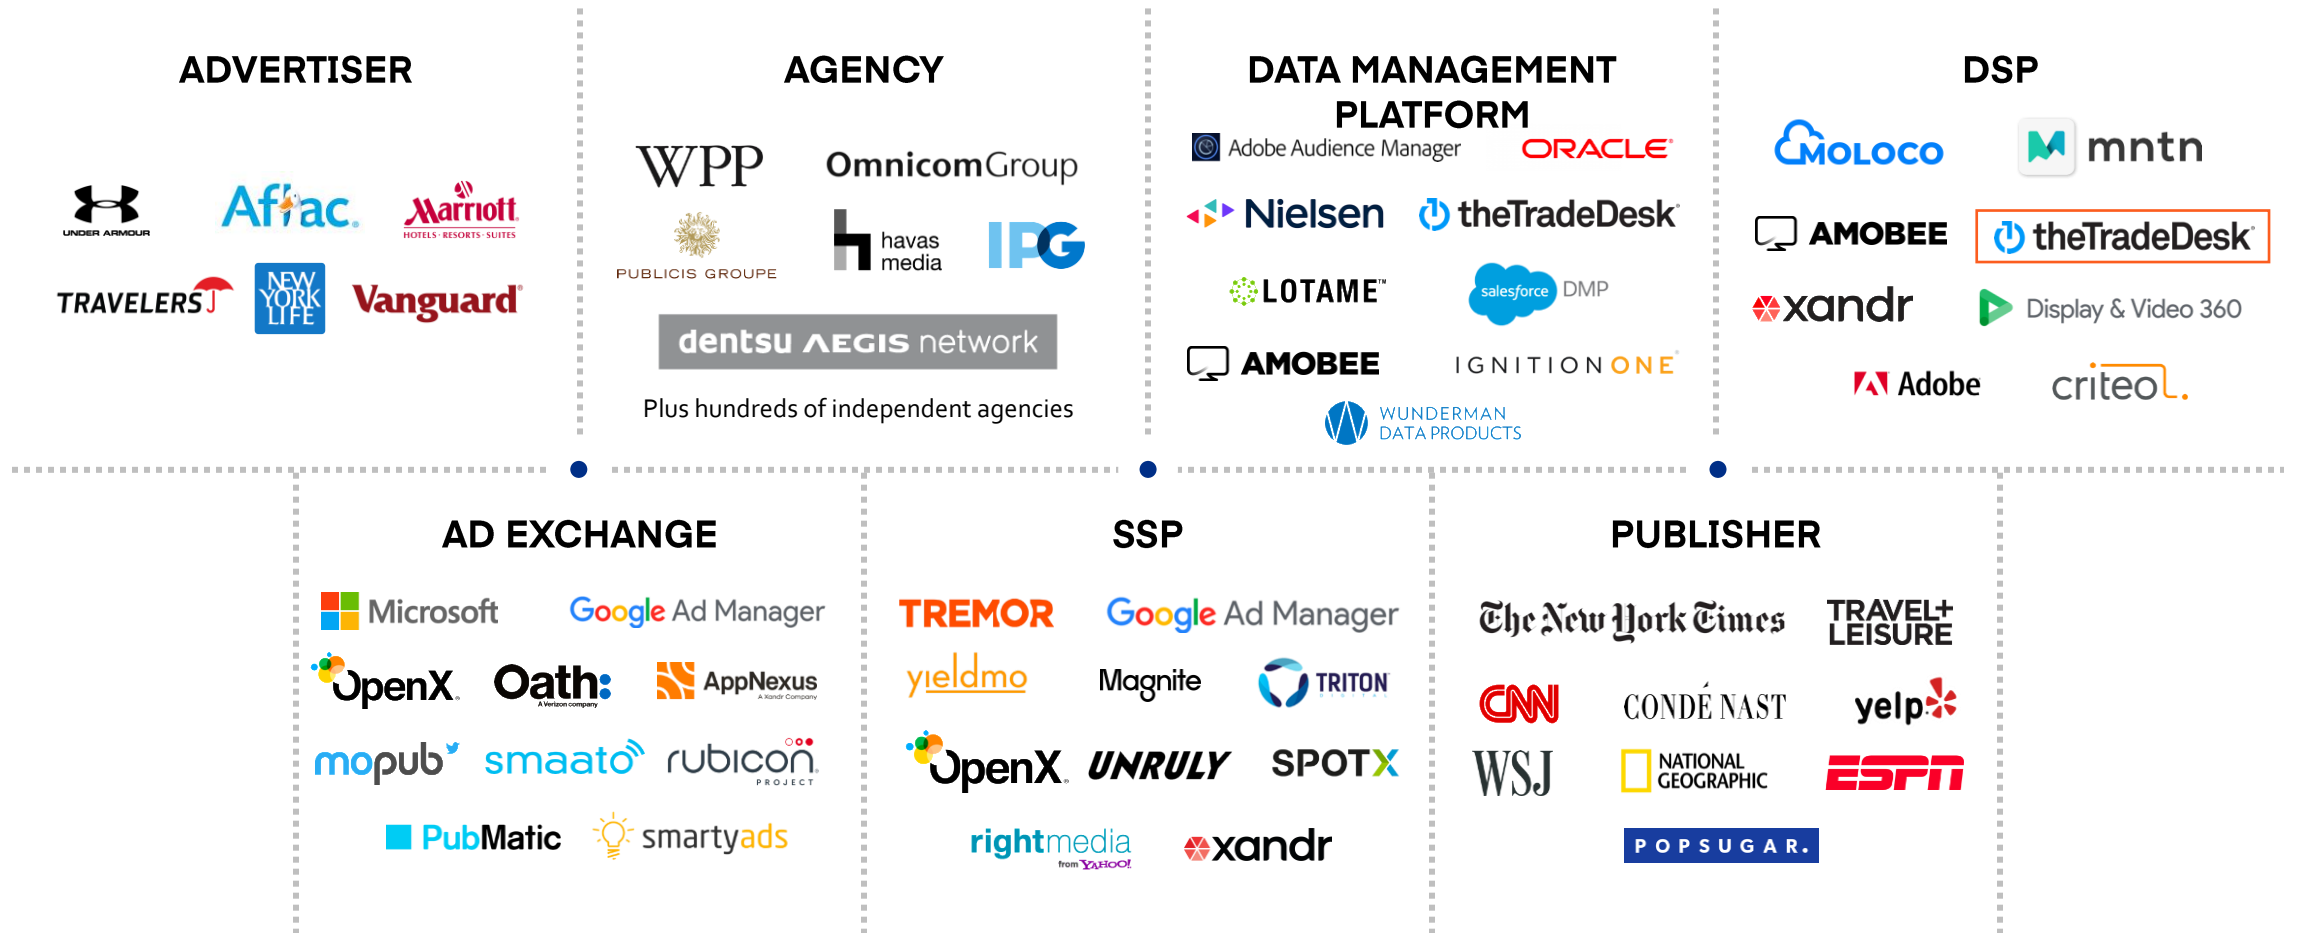 ADVERTISER
UNDER ARMOUR
Aflac.
Marriott
HOTELS · RESORTS · SUITES
TRAVELERS
NEW
YORK
LIFE
Vanguard
AGENCY
WPP
OmnicomGroup
PUBLICIS GROUPE
havas
media
IPG
dentsu AEGIS network
Plus hundreds of independent agencies
DATA MANAGEMENT
PLATFORM
Adobe Audience Manager
ORACLE
Nielsen
theTradeDesk
LOTAME™
salesforce DMP
AMOBEE
IGNITIONONE
WUNDERMAN
DATA PRODUCTS
DSP
MOLOCO
mntn
AMOBEE
theTradeDesk
xandr
Display & Video 360
Adobe
criteo
AD EXCHANGE
Microsoft
Google Ad Manager
OpenX
Oath:
A Verizon company
AppNexus
A Xandr Company
mopub
smaato
rubicon
PROJECT
PubMatic
smartyads
SSP
TREMOR
Google Ad Manager
yieldmo
Magnite
TRITON
DIGITAL
OpenX
UNRULY
SPOTX
rightmedia
from YAHOO!
xandr
PUBLISHER
The New York Times
TRAVEL+
LEISURE
CNN
CONDÉ NAST
yelp
WSJ
NATIONAL
GEOGRAPHIC
ESPN
POPSUGAR.